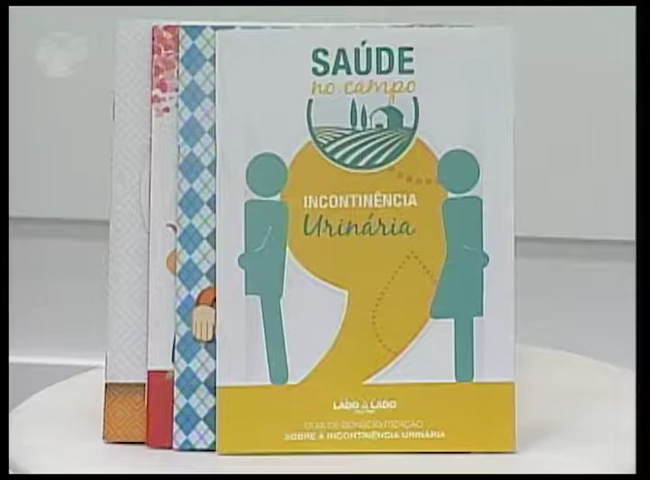 SAÚDE
no campo
INCONTINÊNCIA
Urinária
LADO A LADO
GUIA DE CONSCIENTIZAÇÃO
SOBRE A INCONTINÊNCIA URINÁRIA